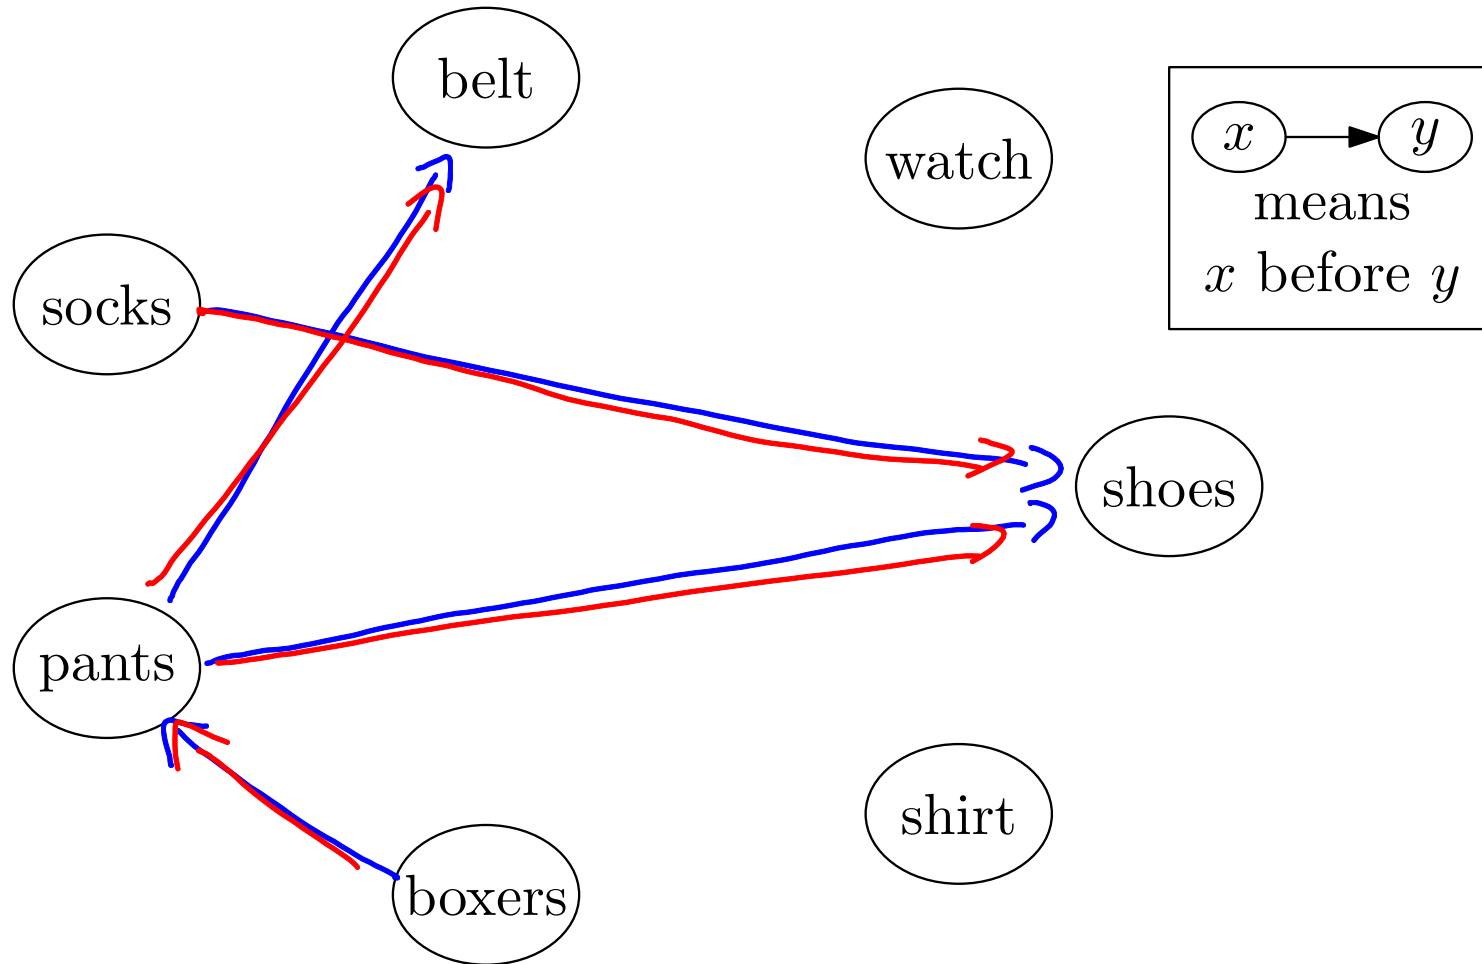 belt
watch
x
y
means
x before y
socks
shoes
pants
shirt
boxers